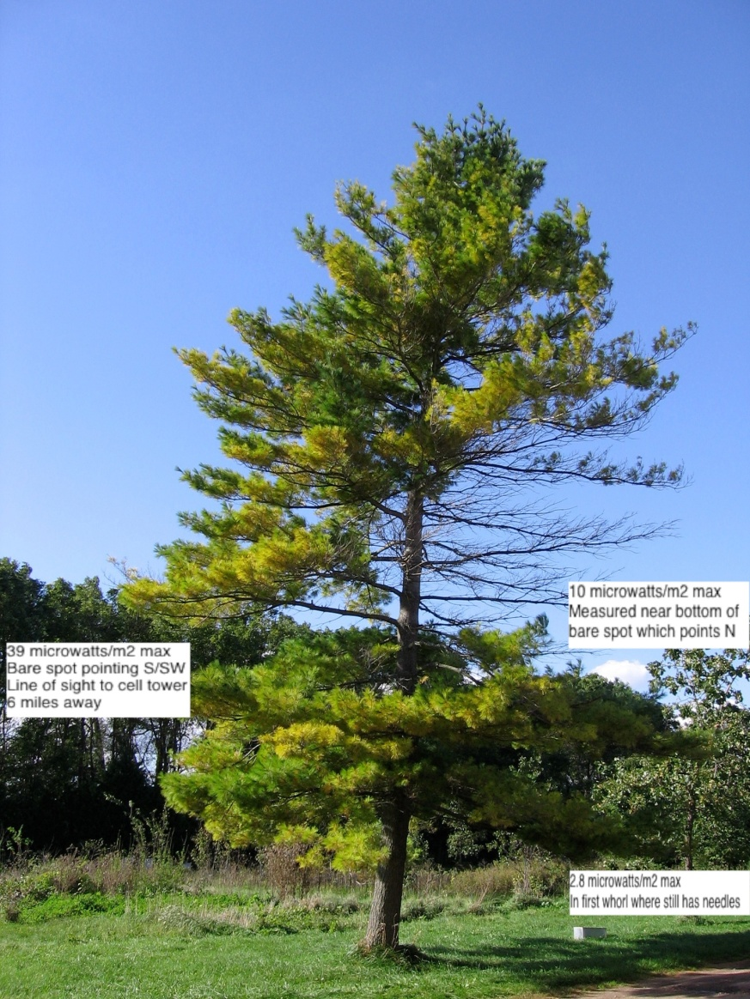 10 microwatts/m2 max
Measured near bottom of
bare spot which points N
39 microwatts/m2 max
Bare spot pointing S/SW
Line of sight to cell tower
6 miles away
2.8 microwatts/m2 max
In first whorl where still has needles